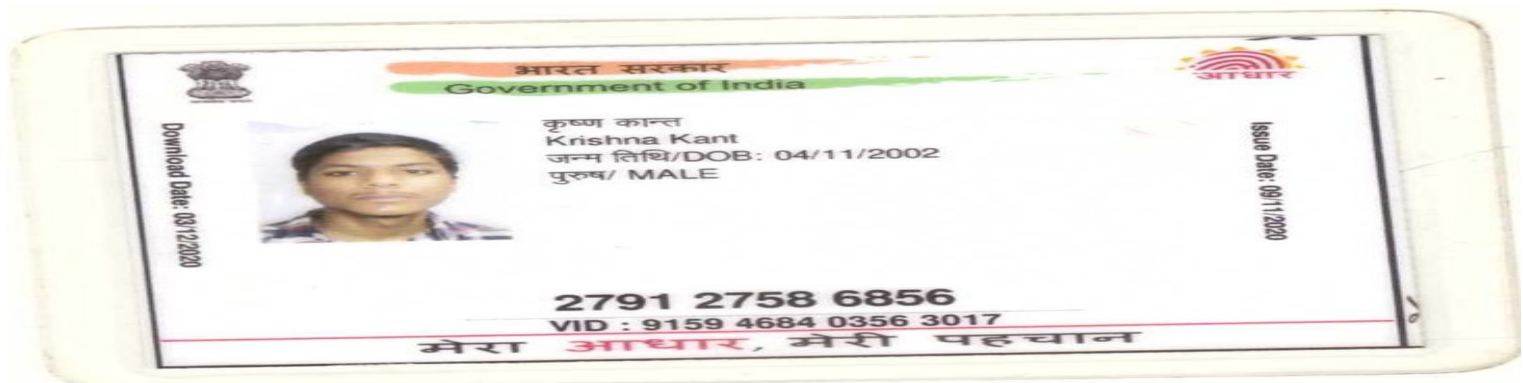 भारत सरकार
Government of India
आधार
Download Date: 03/12/2020
कृष्ण कान्त
Krishna Kant
जन्म तिथि/DOB: 04/11/2002
पुरुष/ MALE
Issue Date: 09/11/2020
2791 2758 6856
VID : 9159 4684 0356 3017
मेरा आधार, मेरी पहचान